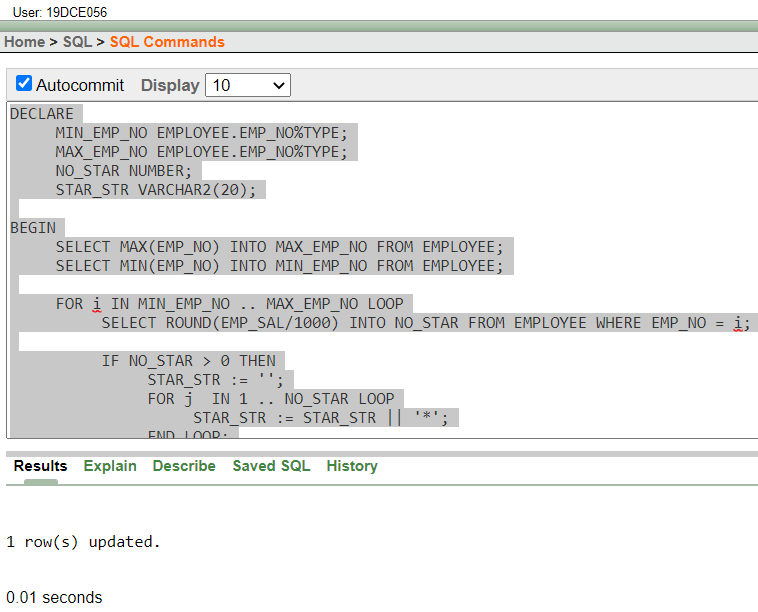 User: 19DCE056
Home > SQL > SQL Commands
Autocommit Display 10
DECLARE
MIN_EMP_NO EMPLOYEE.EMP_NO%TYPE;
MAX_EMP_NO EMPLOYEE.EMP_NO%TYPE;
NO_STAR NUMBER;
STAR_STR VARCHAR2(20);
BEGIN
SELECT MAX(EMP_NO) INTO MAX_EMP_NO FROM EMPLOYEE;
SELECT MIN(EMP_NO) INTO MIN_EMP_NO FROM EMPLOYEE;
FOR i IN MIN_EMP_NO .. MAX_EMP_NO LOOP
SELECT ROUND(EMP_SAL/1000) INTO NO_STAR FROM EMPLOYEE WHERE EMP_NO = i;
IF NO_STAR > 0 THEN
STAR_STR := '';
FOR j  IN 1 .. NO_STAR LOOP
STAR_STR := STAR_STR || '*';
END LOOP;
Results Explain Describe Saved SQL History
1 row(s) updated.
0.01 seconds